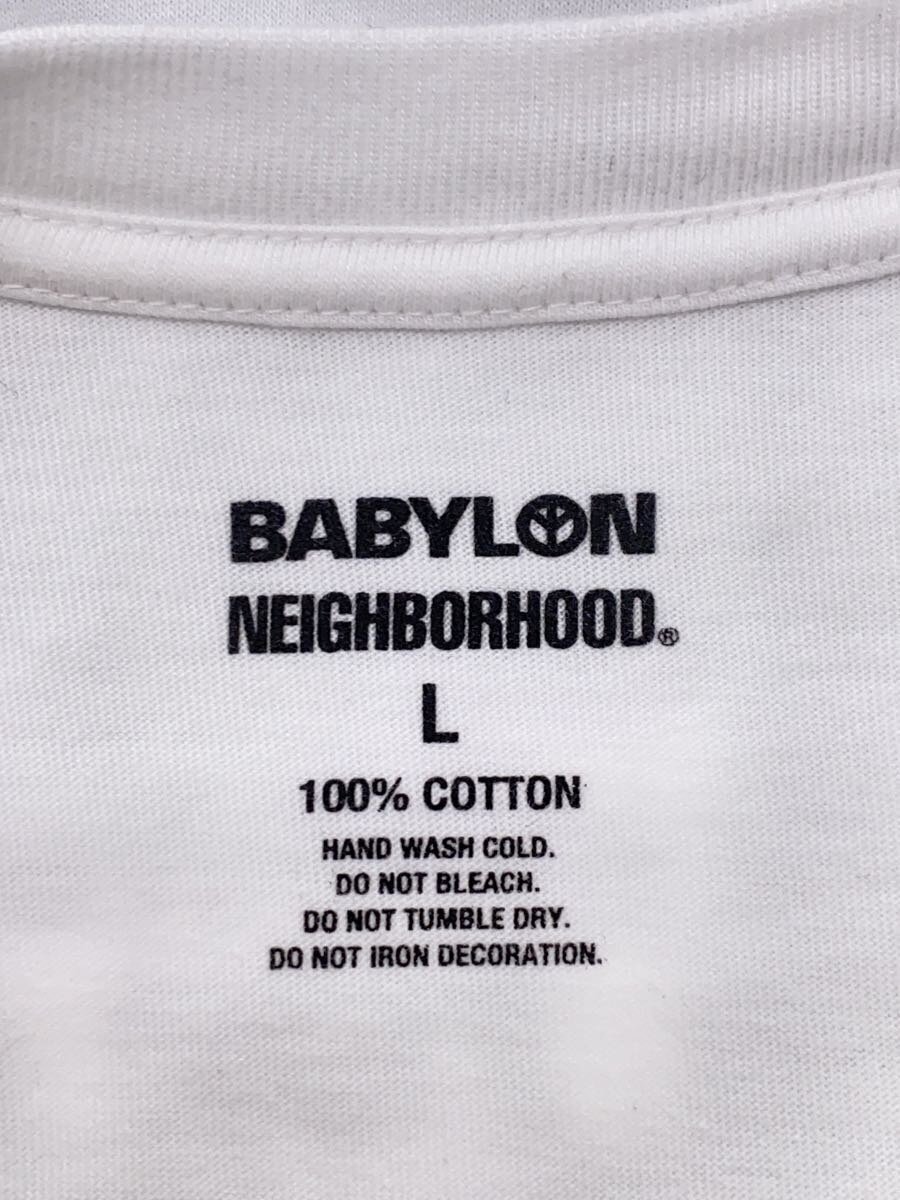 BABYLON
NEIGHBORHOOD®
L
100% COTTON
HAND WASH COLD.
DO NOT BLEACH.
DO NOT TUMBLE DRY.
DO NOT IRON DECORATION.